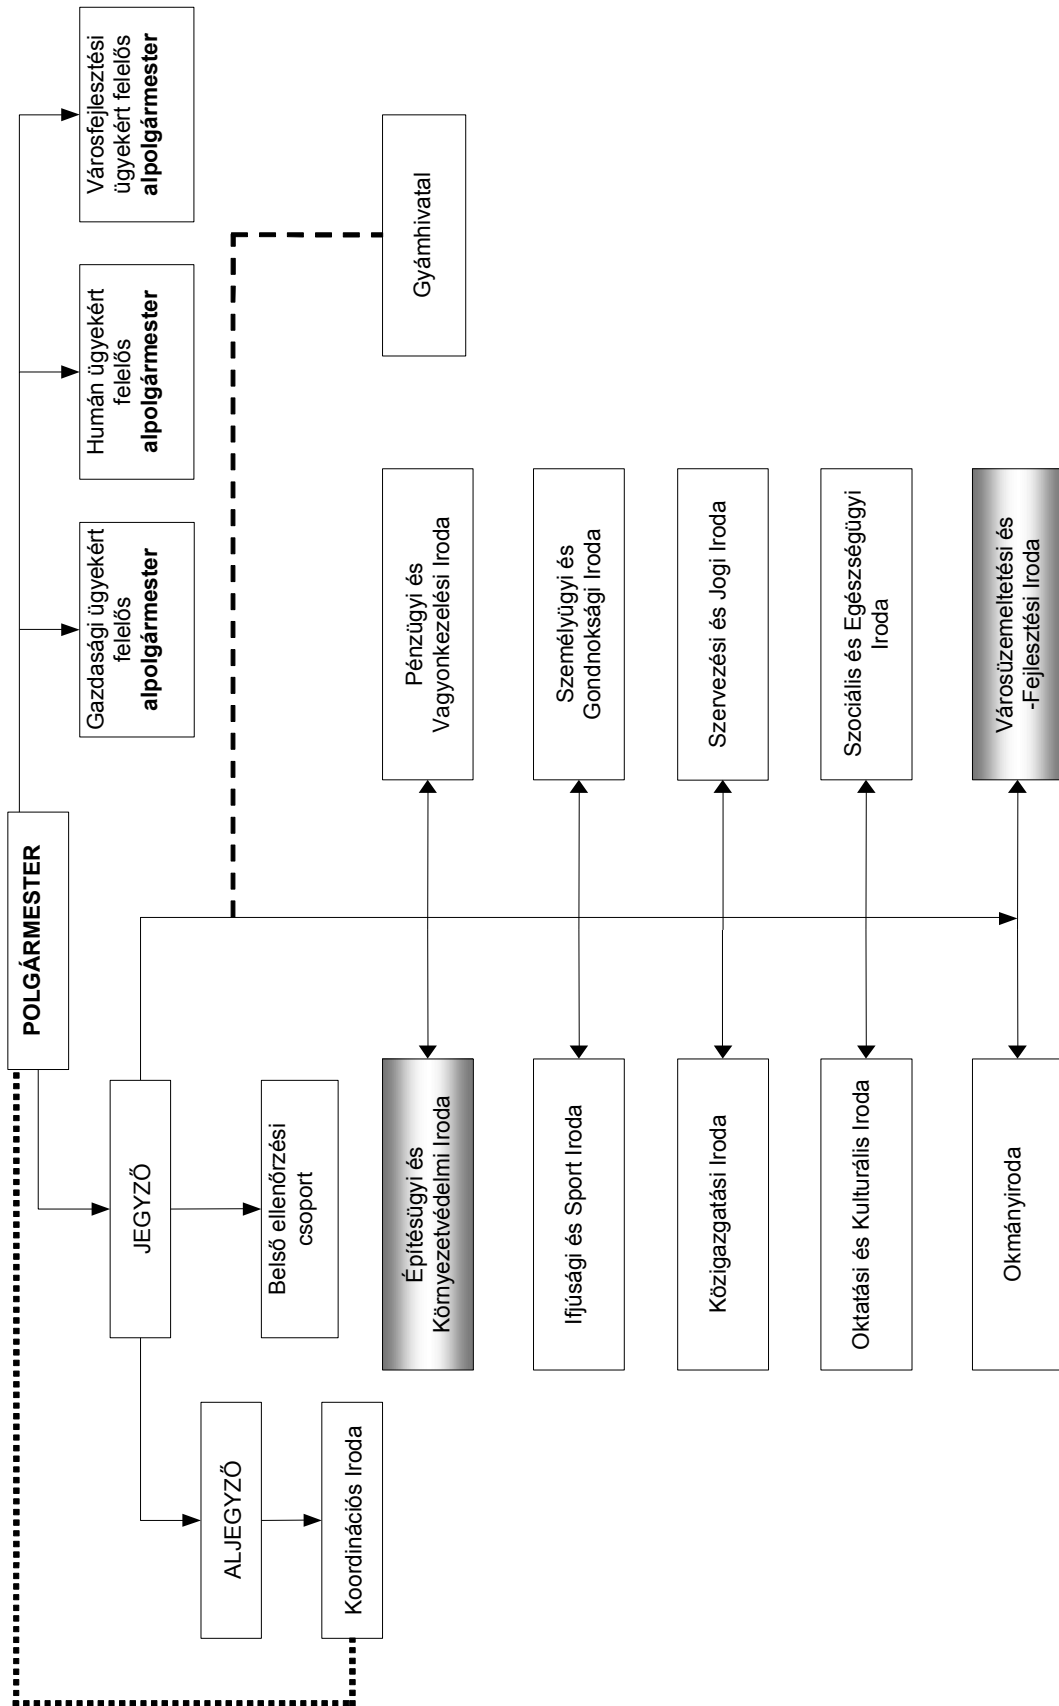 POLGÁRMESTER
Gazdasági ügyekért
felelős
alpolgármester
Humán ügyekért
felelős
alpolgármester
Városfejlesztési
ügyekért felelős
alpolgármester
JEGYZŐ
ALJEGYZŐ
Belső ellenőrzési
csoport
Koordinációs Iroda
Építésügyi és
Környezetvédelmi Iroda
Pénzügyi és
Vagyonkezelési Iroda
Gyámhivatal
Ifjúsági és Sport Iroda
Személyügyi és
Gondnoksági Iroda
Közigazgatási Iroda
Szervezési és Jogi Iroda
Oktatási és Kulturális Iroda
Szociális és Egészségügyi
Iroda
Okmányiroda
Városüzemeltetési és
-Fejlesztési Iroda